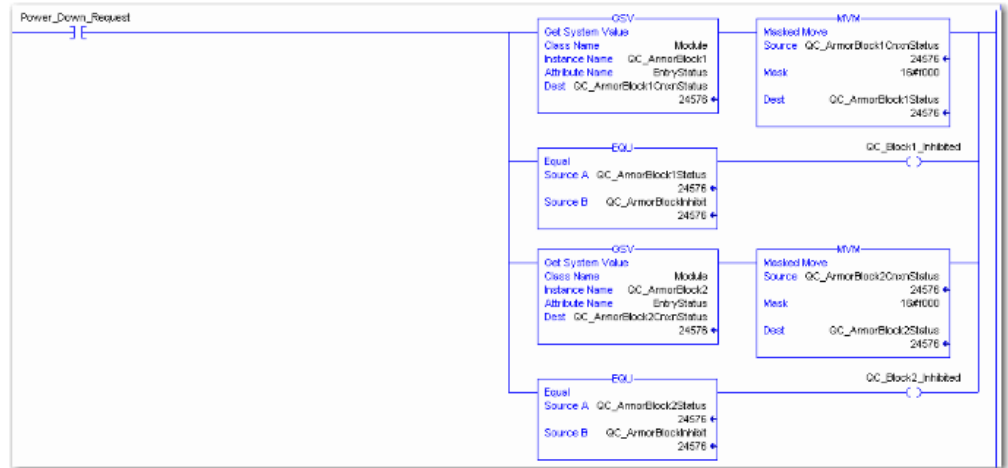 Power_Down_Request
GSV
Get System Value
Class Name Module
Instance Name QC_ArmorBlock1
Attribute Name EntryStatus
Dest QC_ArmorBlock1CnxnStatus
24576
MVM
Masked Move
Source QC_ArmorBlock1CnxnStatus
24576
Mask 16#f000
Dest QC_ArmorBlock1Status
24576
EQU
Equal
Source A QC_ArmorBlock1Status
24576
Source B QC_ArmorBlockInhibit
24576
QC_Block1_Inhibited
GSV
Get System Value
Class Name Module
Instance Name QC_ArmorBlock2
Attribute Name EntryStatus
Dest QC_ArmorBlock2CnxnStatus
24576
MVM
Masked Move
Source QC_ArmorBlock2CnxnStatus
24576
Mask 16#f000
Dest QC_ArmorBlock2Status
24576
EQU
Equal
Source A QC_ArmorBlock2Status
24576
Source B QC_ArmorBlockInhibit
24576
QC_Block2_Inhibited